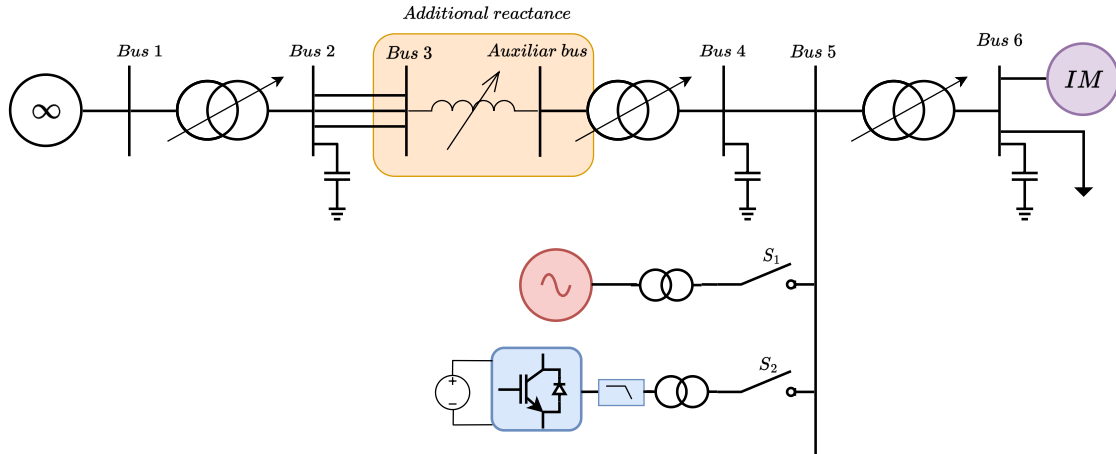 Additional reactance
Bus 1
Bus 2
Bus 3
Auxiliar bus
Bus 4
Bus 5
Bus 6
∞
IM
S₁
S₂
+
−